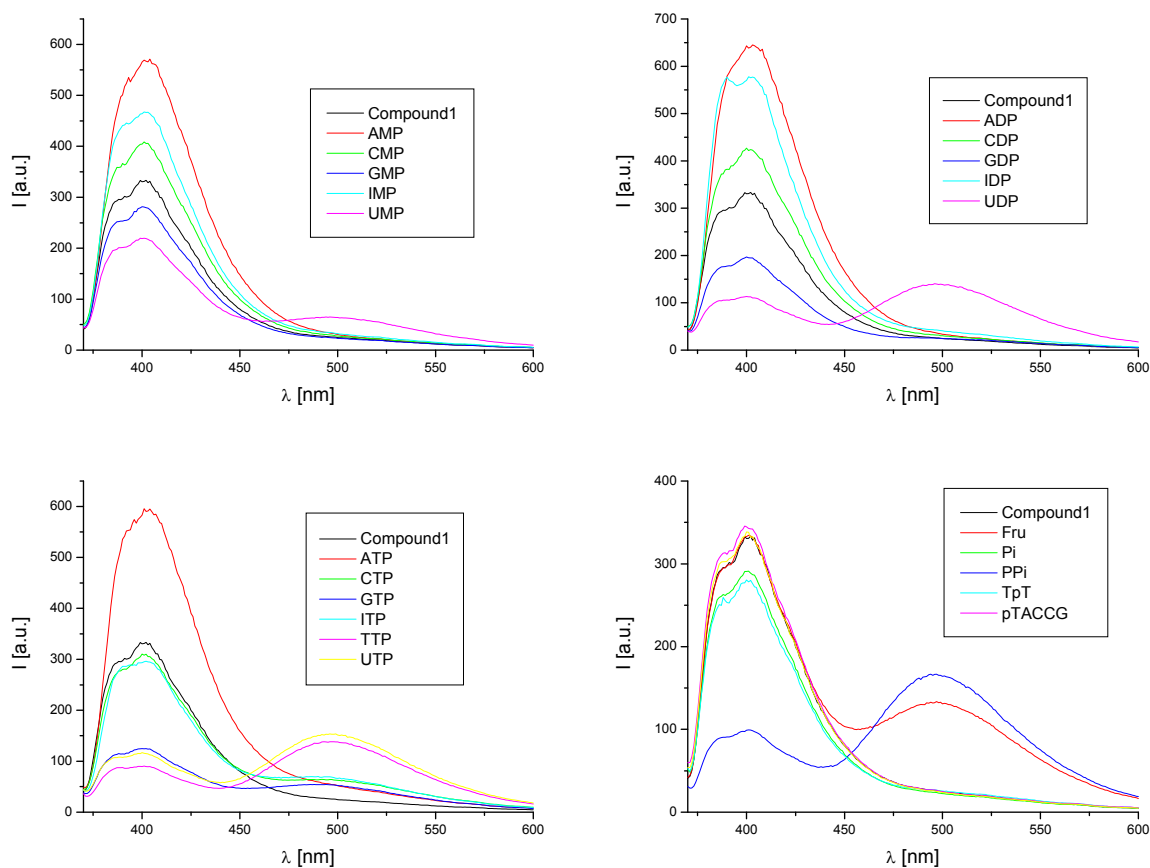 I [a.u.]
600
500
400
300
200
100
0
400
450
500
550
600
λ [nm]
Compound1
AMP
CMP
GMP
IMP
UMP
I [a.u.]
700
600
500
400
300
200
100
0
400
450
500
550
600
λ [nm]
Compound1
ADP
CDP
GDP
IDP
UDP
I [a.u.]
600
500
400
300
200
100
0
400
450
500
550
600
λ [nm]
Compound1
ATP
CTP
GTP
ITP
TTP
UTP
I [a.u.]
400
300
200
100
0
400
450
500
550
600
λ [nm]
Compound1
Fru
Pi
PPi
TpT
pTACCG